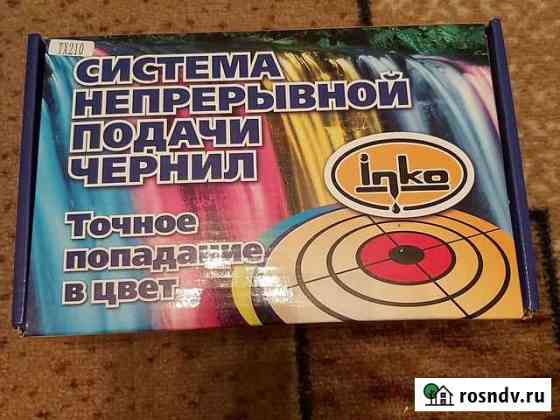 TX210
СИСТЕМА
НЕПРЕРЫВНОЙ
ПОДАЧИ
ЧЕРНИЛ
inko
Точное
попадание
в цвет
rosndv.ru